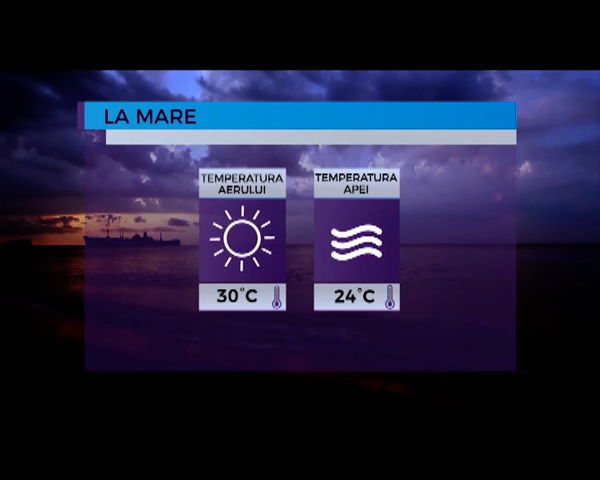 LA MARE
TEMPERATURA
AERULUI
TEMPERATURA
APEI
30°C
24°C